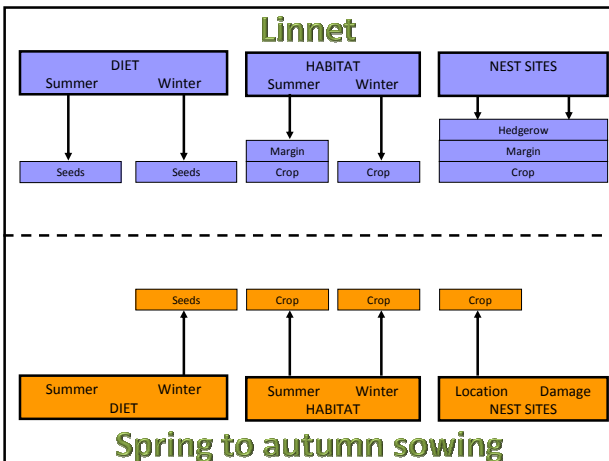 Linnet
DIET
Summer Winter
HABITAT
Summer Winter
NEST SITES
Hedgerow
Margin
Margin
Seeds
Seeds
Crop
Crop
Crop
Seeds
Crop
Crop
Crop
Summer Winter
DIET
Summer Winter
HABITAT
Location Damage
NEST SITES
Spring to autumn sowing